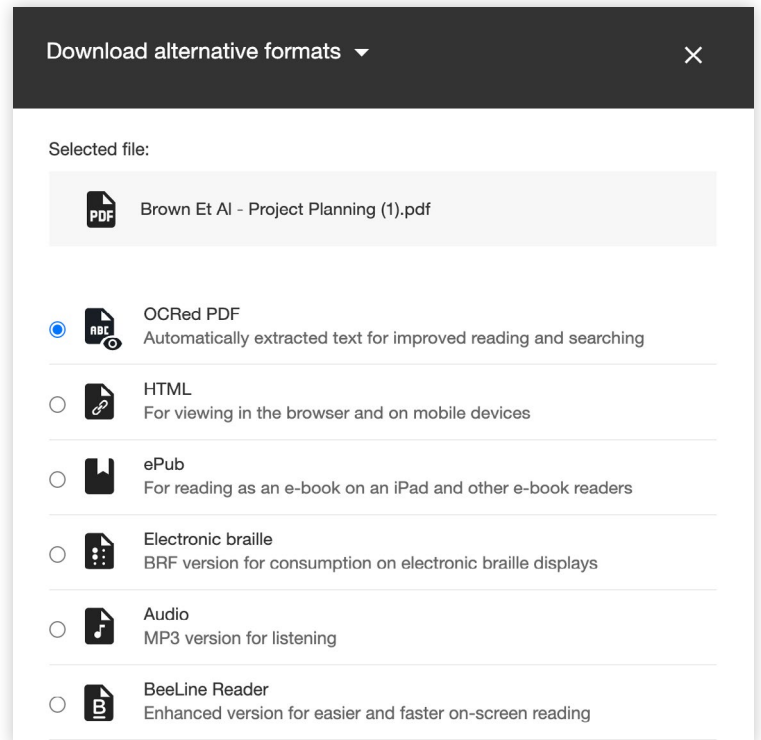 Download alternative formats
Selected file:
PDF
Brown Et Al - Project Planning (1).pdf
ABC
OCRed PDF
Automatically extracted text for improved reading and searching
HTML
For viewing in the browser and on mobile devices
ePub
For reading as an e-book on an iPad and other e-book readers
Electronic braille
BRF version for consumption on electronic braille displays
Audio
MP3 version for listening
B
BeeLine Reader
Enhanced version for easier and faster on-screen reading